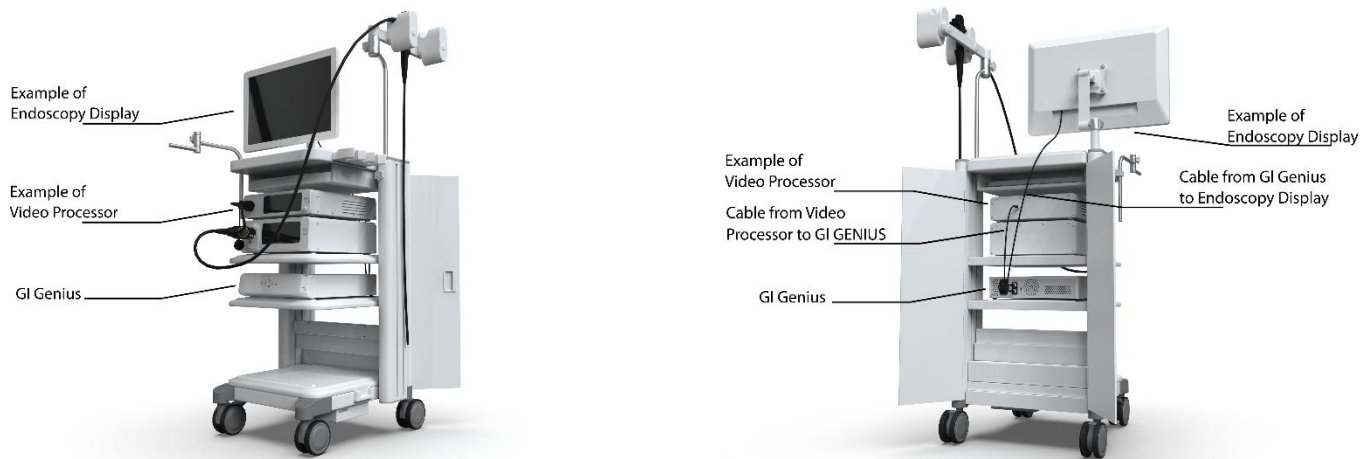 Example of
Endoscopy Display
Example of
Video Processor
GI Genius
Example of
Endoscopy Display
Example of
Video Processor
Cable from GI Genius
to Endoscopy Display
Cable from Video
Processor to GI GENIUS
GI Genius